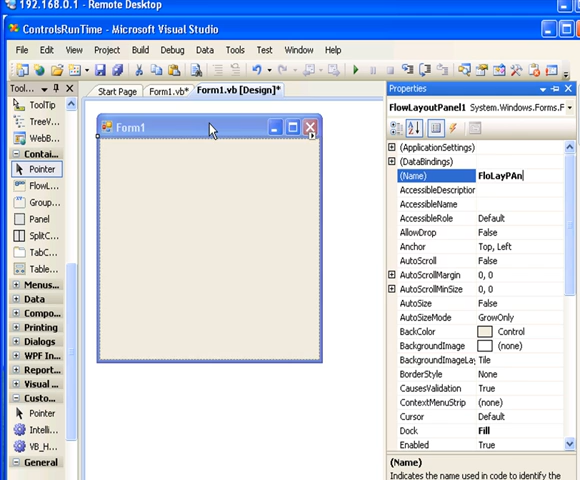 192.168.0.1 - Remote Desktop
ControlsRunTime - Microsoft Visual Studio
File Edit View Project Build Debug Data Tools Test Window Help
Tool...
ToolTip
TreeV...
WebB...
Contai...
Pointer
FlowL...
Group...
Panel
SplitC...
TabC...
Table...
Menus...
Data
Compo...
Printing
Dialogs
WPF In...
Report...
Visual ...
Custo...
Pointer
Intelli...
VB_H...
General
Start Page Form1.vb* Form1.vb [Design]*
Form1
Properties
FlowLayoutPanel1 System.Windows.Forms.F
(ApplicationSettings)
(DataBindings)
(Name) FloLayPAn
AccessibleDescription
AccessibleName
AccessibleRole Default
AllowDrop False
Anchor Top, Left
AutoScroll False
AutoScrollMargin 0, 0
AutoScrollMinSize 0, 0
AutoSize False
AutoSizeMode GrowOnly
BackColor Control
BackgroundImage (none)
BackgroundImageLay Tile
BorderStyle None
CausesValidation True
ContextMenuStrip (none)
Cursor Default
Dock Fill
Enabled True
(Name)
Indicates the name used in code to identify the